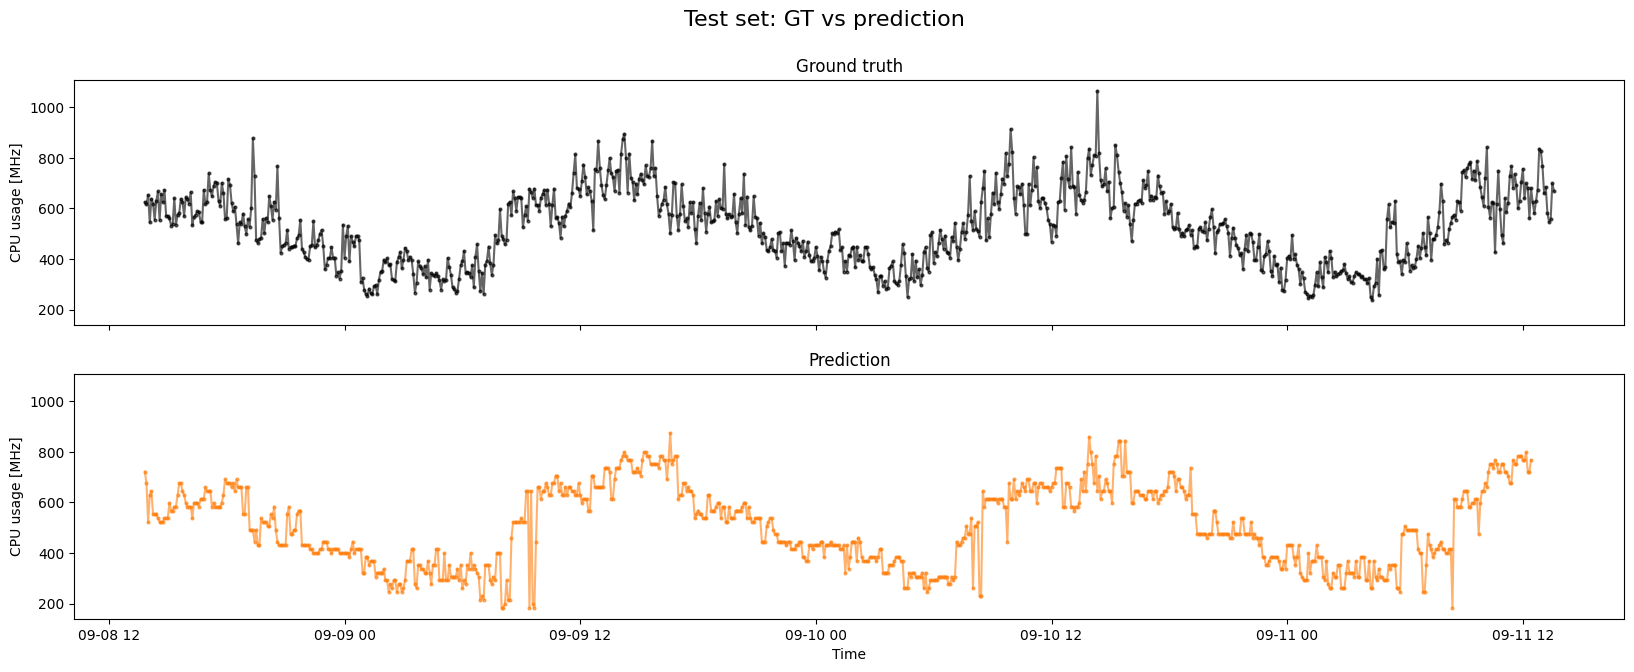 Test set: GT vs prediction
Ground truth
CPU usage [MHz]
1000
800
600
400
200
Prediction
CPU usage [MHz]
1000
800
600
400
200
09-08 12
09-09 00
09-09 12
09-10 00
09-10 12
09-11 00
09-11 12
Time